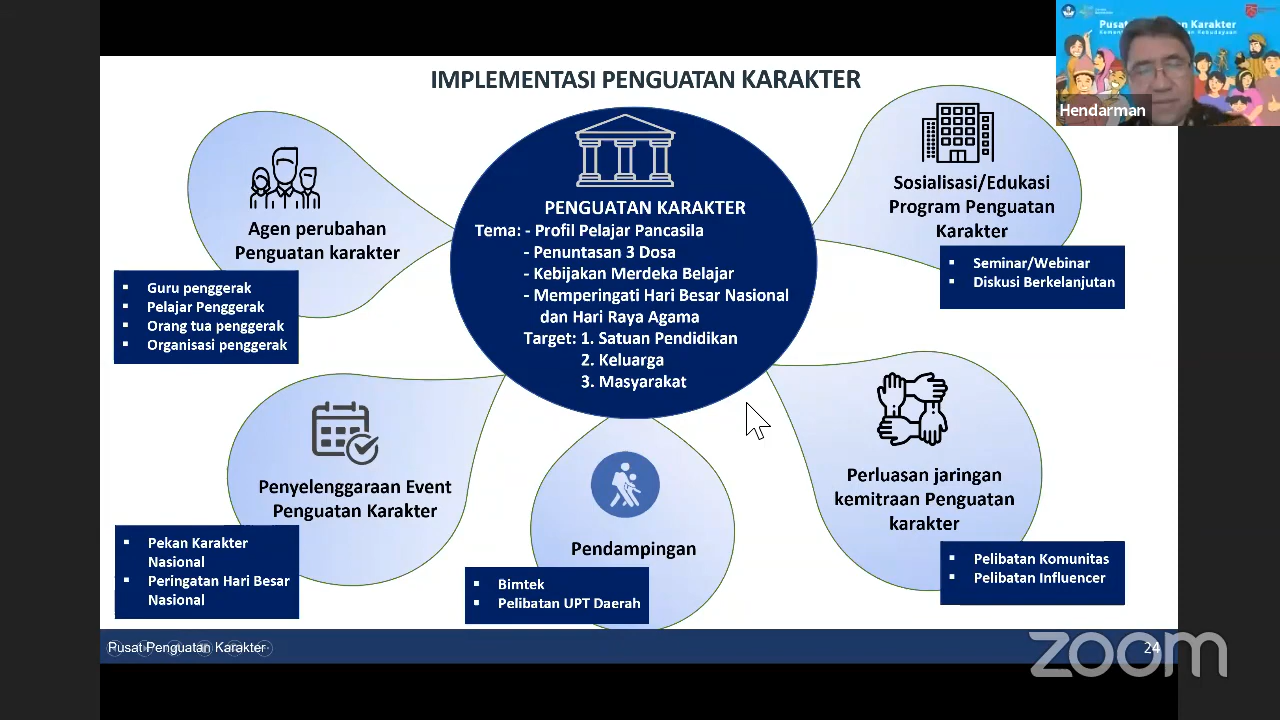 IMPLEMENTASI PENGUATAN KARAKTER
Hendarman
Agen perubahan
Penguatan karakter
▪ Guru penggerak
▪ Pelajar Penggerak
▪ Orang tua penggerak
▪ Organisasi penggerak
PENGUATAN KARAKTER
Tema: - Profil Pelajar Pancasila
- Penuntasan 3 Dosa
- Kebijakan Merdeka Belajar
- Memperingati Hari Besar Nasional
dan Hari Raya Agama
Target: 1. Satuan Pendidikan
2. Keluarga
3. Masyarakat
Sosialisasi/Edukasi
Program Penguatan
Karakter
▪ Seminar/Webinar
▪ Diskusi Berkelanjutan
Penyelenggaraan Event
Penguatan Karakter
▪ Pekan Karakter
Nasional
▪ Peringatan Hari Besar
Nasional
Pendampingan
▪ Bimtek
▪ Pelibatan UPT Daerah
Perluasan jaringan
kemitraan Penguatan
karakter
▪ Pelibatan Komunitas
▪ Pelibatan Influencer
Pusat Penguatan Karakter
24
zoom